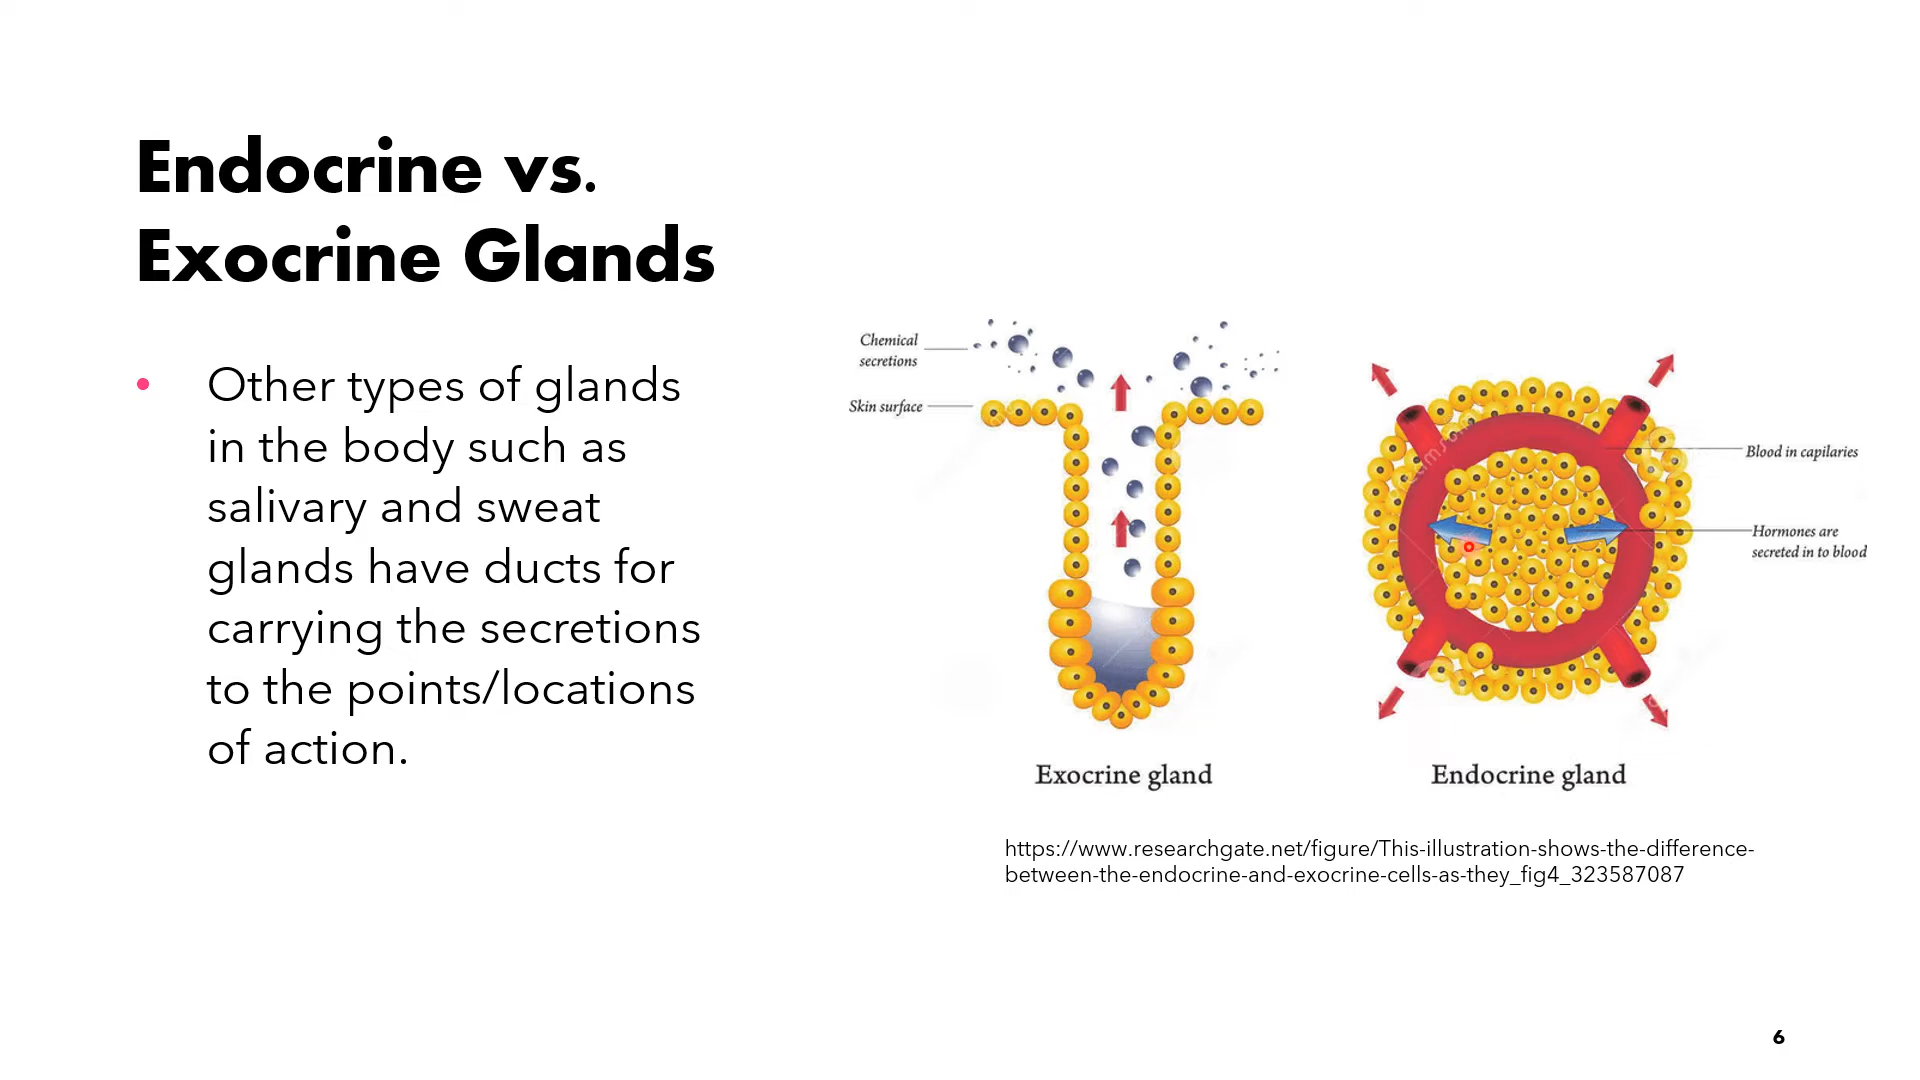 Endocrine vs.
Exocrine Glands
• Other types of glands
in the body such as
salivary and sweat
glands have ducts for
carrying the secretions
to the points/locations
of action.
Chemical
secretions
Skin surface
Exocrine gland
Blood in capilaries
Hormones are
secreted in to blood
Endocrine gland
https://www.researchgate.net/figure/This-illustration-shows-the-difference-
between-the-endocrine-and-exocrine-cells-as-they_fig4_323587087
6